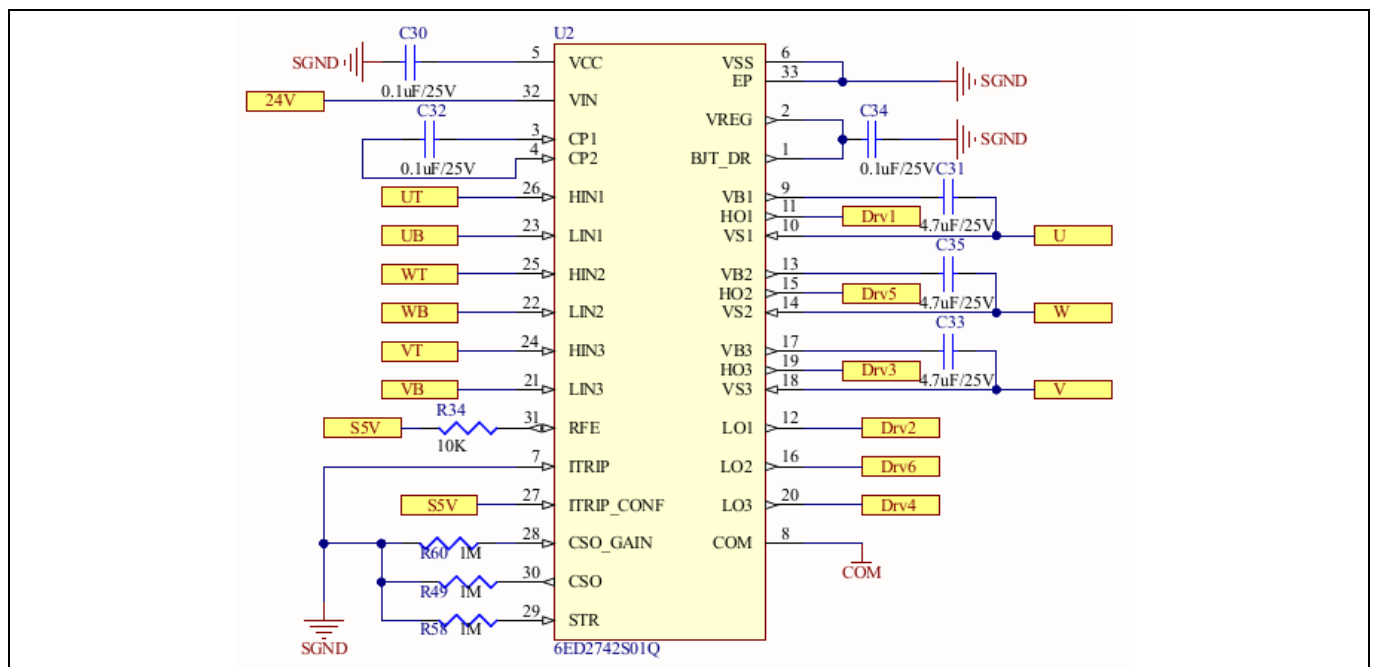 C30
U2
SGND
5
VCC
VSS
6
EP
33
SGND
0.1uF/25V
24V
32
VIN
C32
3
CP1
4
CP2
0.1uF/25V
VREG
2
C34
SGND
BJT_DR
1
0.1uF/25V
C31
UT
26
HIN1
VB1
9
HO1
11
Drv1
4.7uF/25V
UB
23
LIN1
VS1
10
U
C35
WT
25
HIN2
VB2
13
HO2
15
Drv5
4.7uF/25V
WB
22
LIN2
VS2
14
W
C33
VT
24
HIN3
VB3
17
HO3
19
Drv3
4.7uF/25V
VB
21
LIN3
VS3
18
V
R34
S5V
31
RFE
10K
LO1
12
Drv2
7
ITRIP
LO2
16
Drv6
S5V
27
ITRIP_CONF
LO3
20
Drv4
28
CSO_GAIN
R60 1M
COM
8
COM
30
CSO
R49 1M
29
STR
R58 1M
SGND
6ED2742S01Q